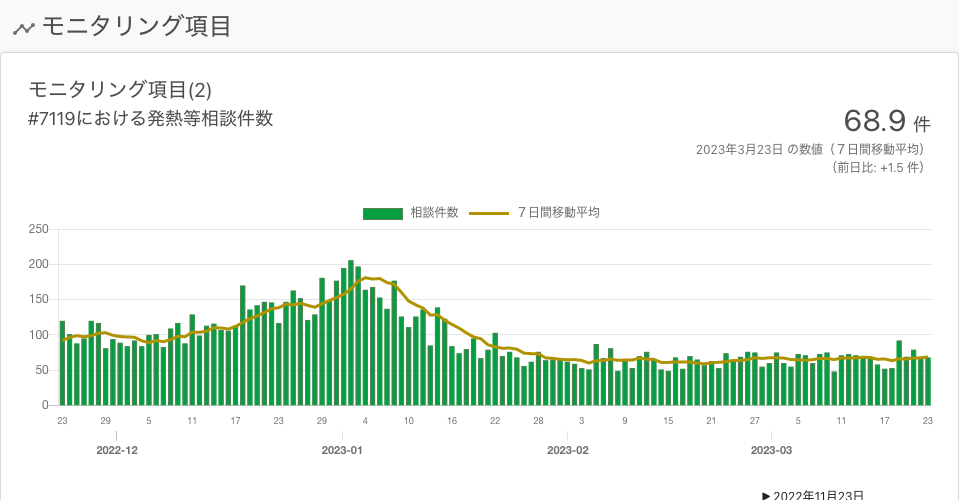 モニタリング項目
モニタリング項目(2)
#7119における発熱等相談件数
68.9 件
2023年3月23日 の数値（７日間移動平均）
（前日比: +1.5 件）
相談件数 ７日間移動平均
250
200
150
100
50
0
23 29 5 11 17 23 29 4 10 16 22 28 3 9 15 21 27 5 11 17 23
2022-12 2023-01 2023-02 2023-03
▶ 2022年11月23日